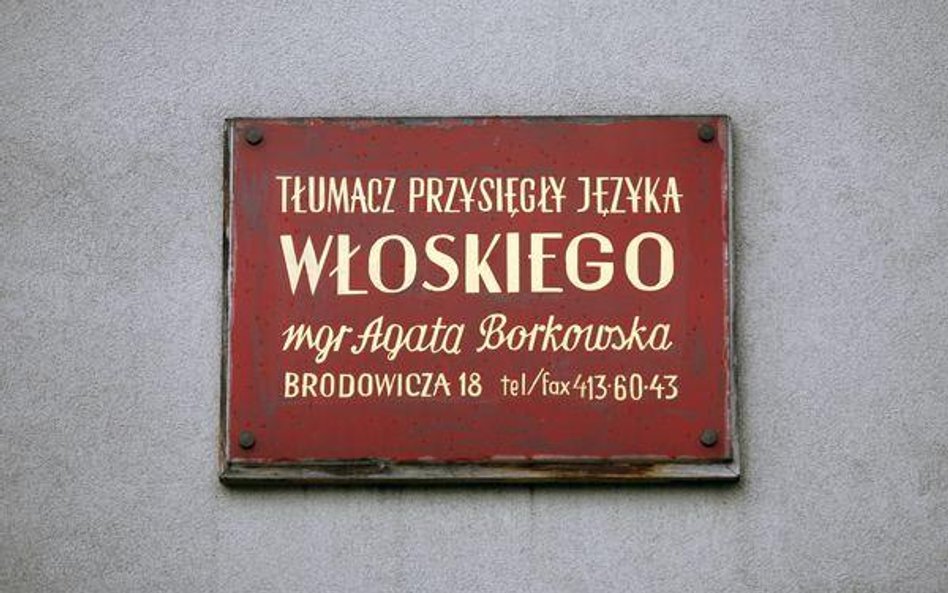 TŁUMACZ PRZYSIĘGŁY JĘZYKA
WŁOSKIEGO
mgr Agata Borkowska
BRODOWICZA 18 tel/fax 413·60·43